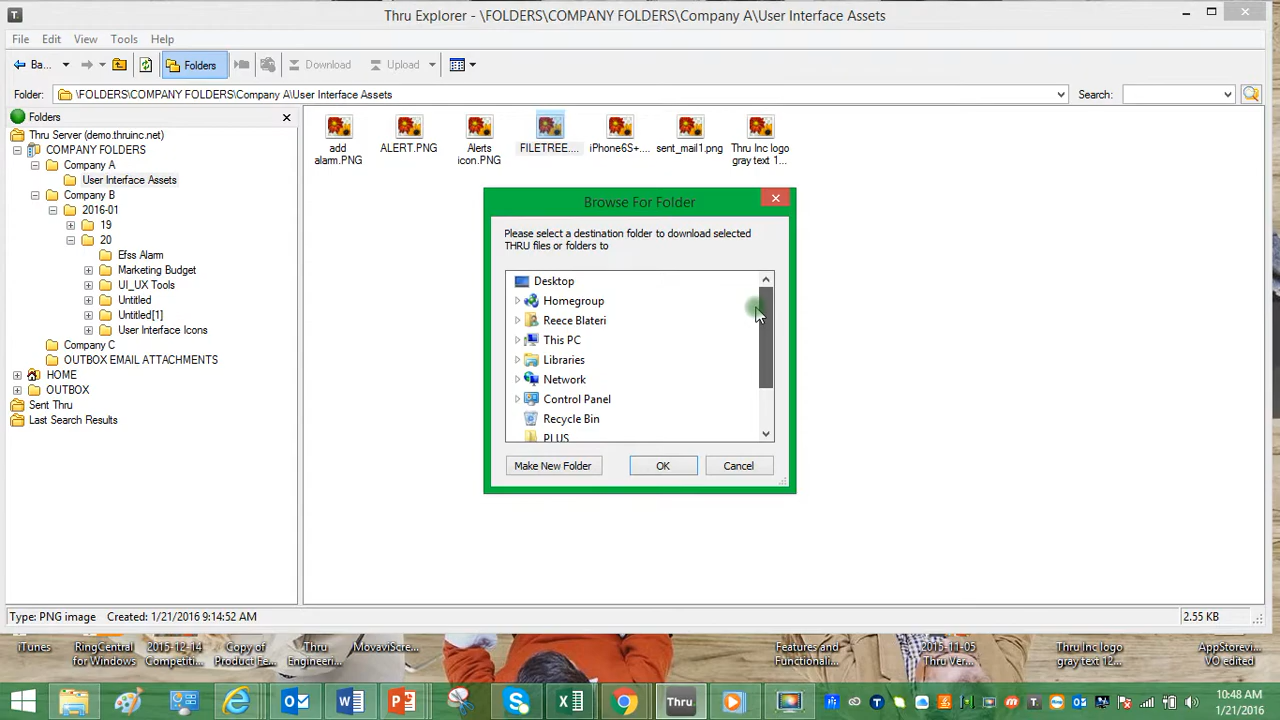 Thru Explorer - \FOLDERS\COMPANY FOLDERS\Company A\User Interface Assets
File Edit View Tools Help
Ba... Folders Download Upload
Folder: \FOLDERS\COMPANY FOLDERS\Company A\User Interface Assets Search:
Folders
Thru Server (demo.thruinc.net)
COMPANY FOLDERS
Company A
User Interface Assets
Company B
2016-01
19
20
Efss Alarm
Marketing Budget
UI_UX Tools
Untitled
Untitled[1]
User Interface Icons
Company C
OUTBOX EMAIL ATTACHMENTS
HOME
OUTBOX
Sent Thru
Last Search Results
add
alarm.PNG
ALERT.PNG
Alerts
icon.PNG
FILETREE....
iPhone6S+....
sent_mail1.png
Thru Inc logo
gray text 1...
Browse For Folder
Please select a destination folder to download selected
THRU files or folders to
Desktop
Homegroup
Reece Blateri
This PC
Libraries
Network
Control Panel
Recycle Bin
PLUS
Make New Folder OK Cancel
Type: PNG image Created: 1/21/2016 9:14:52 AM 2.55 KB
iTunes
RingCentral
for Windows
2015-12-14
Competiti...
Copy of
Product Fe...
Thru
Engineeri...
MovaviScre...
Features and
Functionali...
2015-11-05
Thru Ver...
Thru Inc logo
gray text 12...
AppStorevi...
VO edited
Thru
10:48 AM
1/21/2016